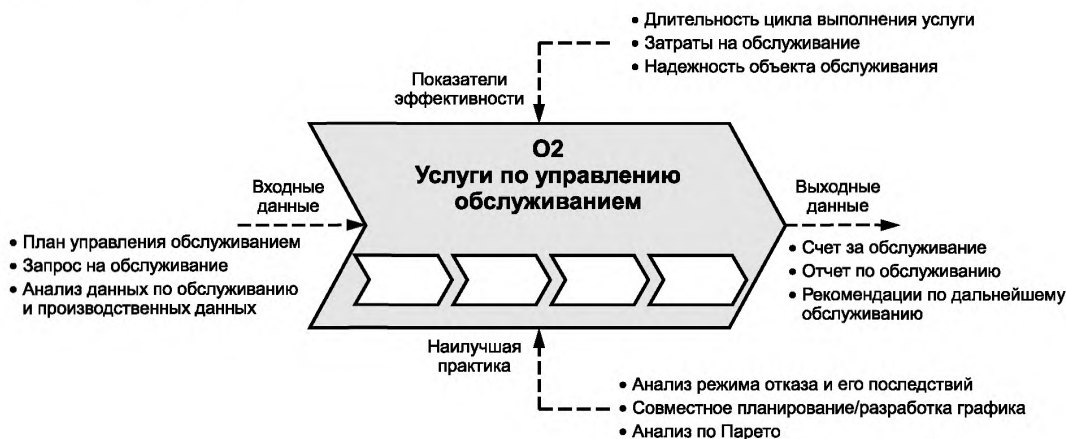 • Длительность цикла выполнения услуги
• Затраты на обслуживание
• Надежность объекта обслуживания
Показатели
эффективности
О2
Услуги по управлению
обслуживанием
Входные
данные
• План управления обслуживанием
• Запрос на обслуживание
• Анализ данных по обслуживанию
и производственных данных
Выходные
данные
• Счет за обслуживание
• Отчет по обслуживанию
• Рекомендации по дальнейшему
обслуживанию
Наилучшая
практика
• Анализ режима отказа и его последствий
• Совместное планирование/разработка графика
• Анализ по Парето